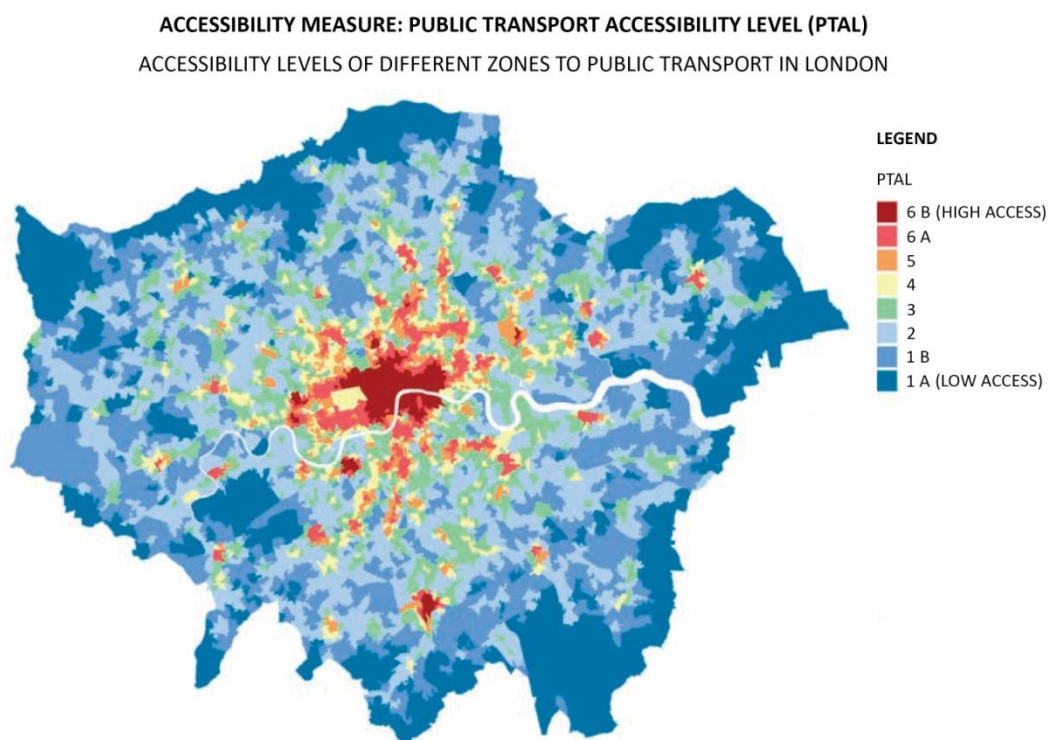 ACCESSIBILITY MEASURE: PUBLIC TRANSPORT ACCESSIBILITY LEVEL (PTAL)
ACCESSIBILITY LEVELS OF DIFFERENT ZONES TO PUBLIC TRANSPORT IN LONDON
LEGEND
PTAL
6 B (HIGH ACCESS)
6 A
5
4
3
2
1 B
1 A (LOW ACCESS)